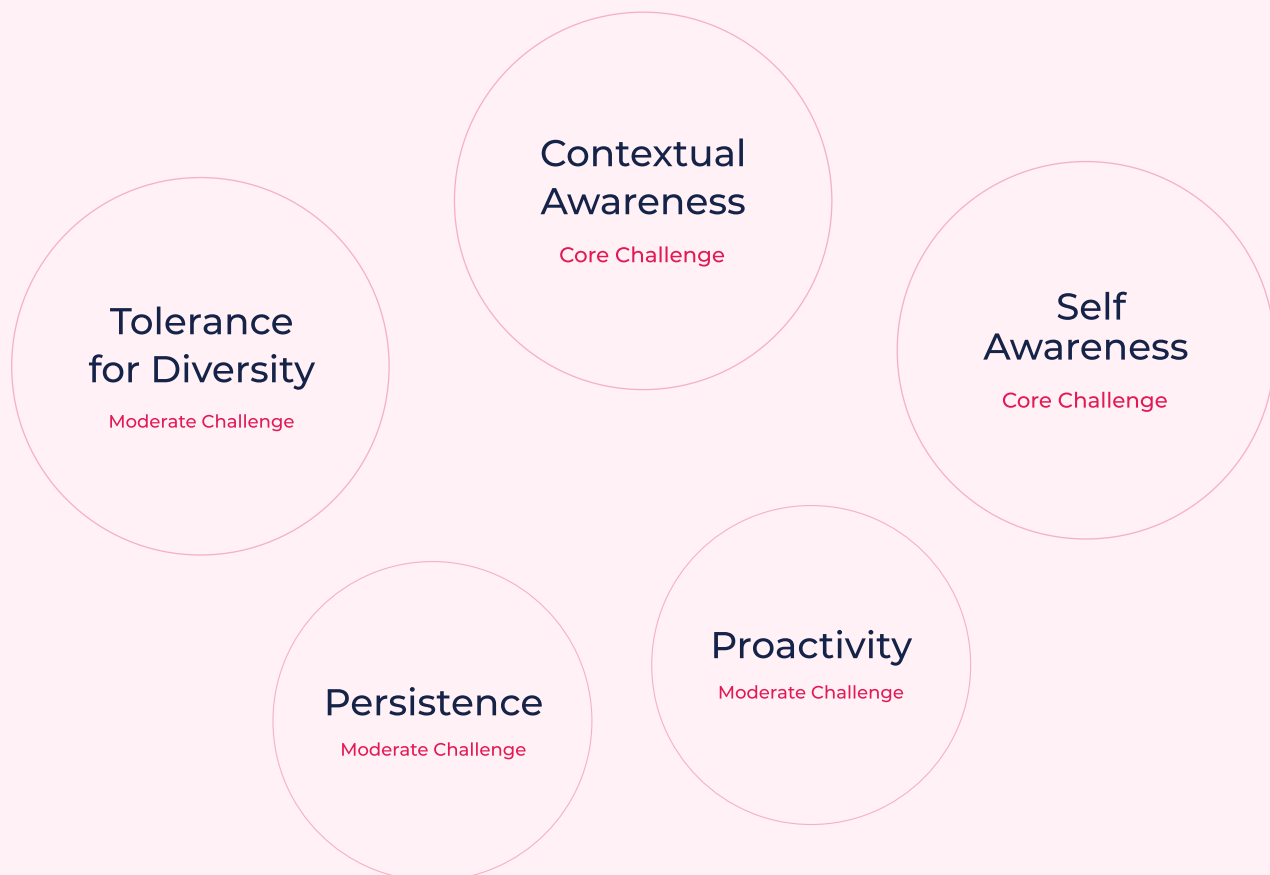 Contextual
Awareness
Core Challenge
Tolerance
for Diversity
Moderate Challenge
Self
Awareness
Core Challenge
Persistence
Moderate Challenge
Proactivity
Moderate Challenge